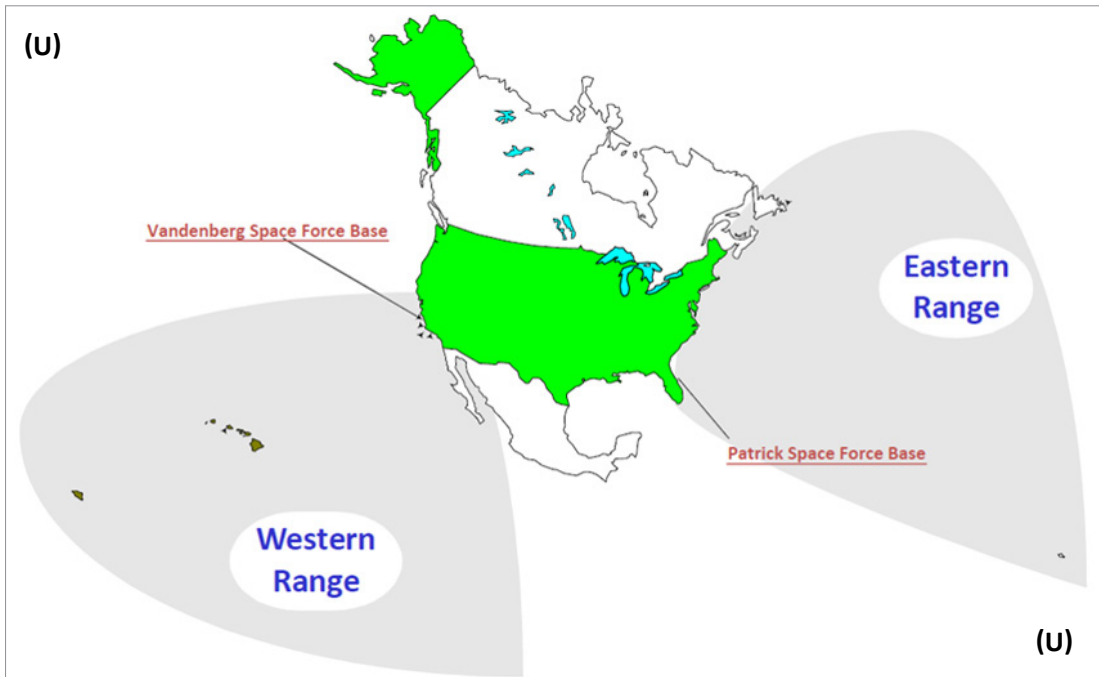 (U)
Vandenberg Space Force Base
Eastern
Range
Patrick Space Force Base
Western
Range
(U)